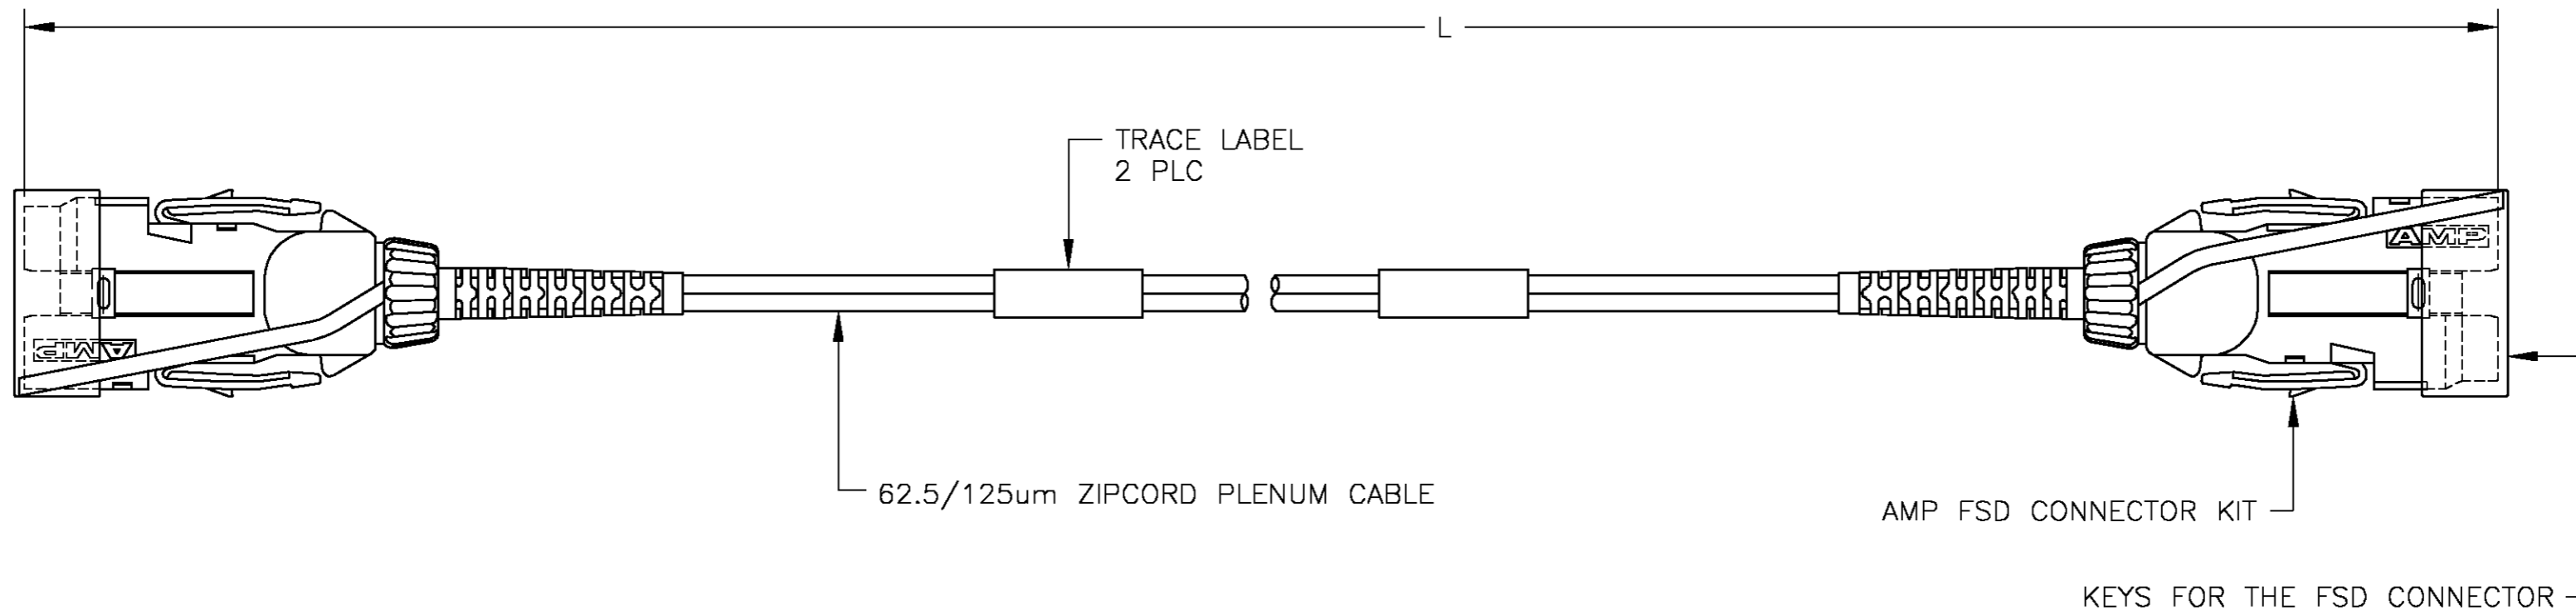 L
TRACE LABEL
2 PLC
AMP
AMP
62.5/125um ZIPCORD PLENUM CABLE
AMP FSD CONNECTOR KIT
KEYS FOR THE FSD CONNECTOR